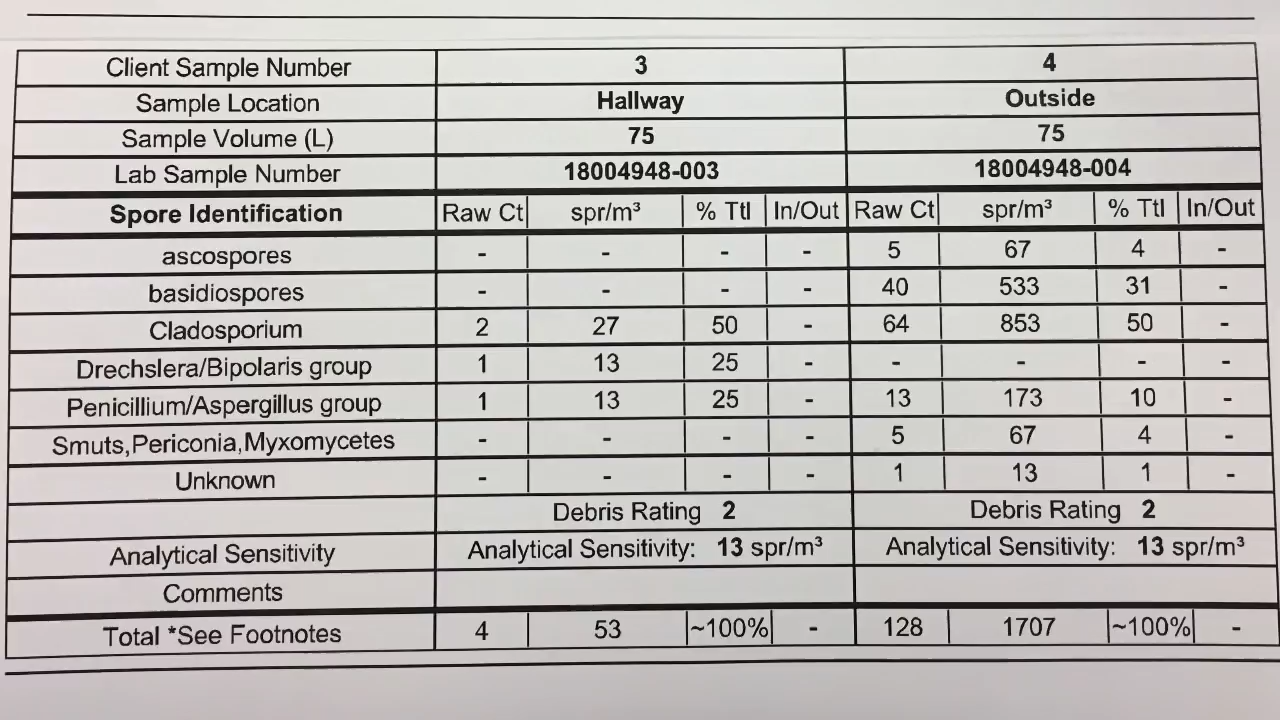 Client Sample Number 3 4
Sample Location Hallway Outside
Sample Volume (L) 75 75
Lab Sample Number 18004948-003 18004948-004
Spore Identification Raw Ct spr/m³ % Ttl In/Out Raw Ct spr/m³ % Ttl In/Out
ascospores - - - - 5 67 4 -
basidiospores - - - - 40 533 31 -
Cladosporium 2 27 50 - 64 853 50 -
Drechslera/Bipolaris group 1 13 25 - - - - -
Penicillium/Aspergillus group 1 13 25 - 13 173 10 -
Smuts,Periconia,Myxomycetes - - - - 5 67 4 -
Unknown - - - - 1 13 1 -
Debris Rating 2 Debris Rating 2
Analytical Sensitivity Analytical Sensitivity: 13 spr/m³ Analytical Sensitivity: 13 spr/m³
Comments
Total *See Footnotes 4 53 ~100% - 128 1707 ~100% -